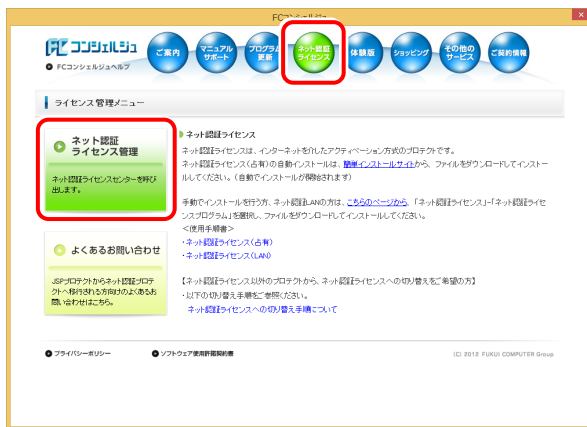 FCコンシェルジュ
FC コンシェルジュ
FCコンシェルジュヘルプ
ご案内
マニュアル
サポート
プログラム
更新
ネット認証
ライセンス
体験版
ショッピング
その他の
サービス
ご契約情報
ライセンス管理メニュー
ネット認証
ライセンス管理
ネット認証ライセンスセンターを呼び
出します。
よくあるお問い合わせ
JSPプロテクトからネット認証プロテ
クトへ移行される方向けのよくあるお
問い合わせはこちら。
ネット認証ライセンス
ネット認証ライセンスは、インターネットを介したアクティベーション方式のプロテクトです。
ネット認証ライセンス(占有)の自動インストールは、簡単インストールサイトから、ファイルをダウンロードしてインストー
ルしてください。(自動でインストールが開始されます)
手動でインストールを行う方、ネット認証LANの方は、こちらのページから、「ネット認証ライセンス」-「ネット認証ライセ
ンスプログラム」を選択し、ファイルをダウンロードしてインストールしてください。
<使用手順書>
・ネット認証ライセンス(占有)
・ネット認証ライセンス(LAN)
【ネット認証ライセンス以外のプロテクトから、ネット認証ライセンスへの切り替えをご希望の方】
・以下の切り替え手順をご参照ください。
ネット認証ライセンスへの切り替え手順について
プライバシーポリシー
ソフトウェア使用許諾契約書
(C) 2012 FUKUI COMPUTER Group